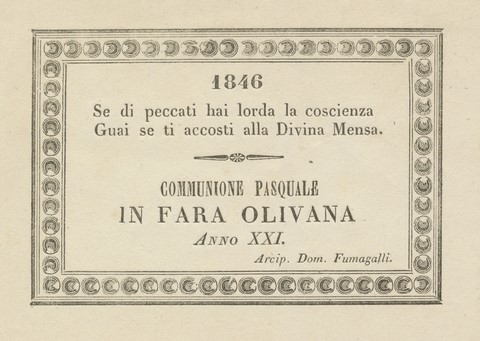 1846
Se di peccati hai lorda la coscienza
Guai se ti accosti alla Divina Mensa.
COMMUNIONE PASQUALE
IN FARA OLIVANA
ANNO XXI.
Arcip. Dom. Fumagalli.